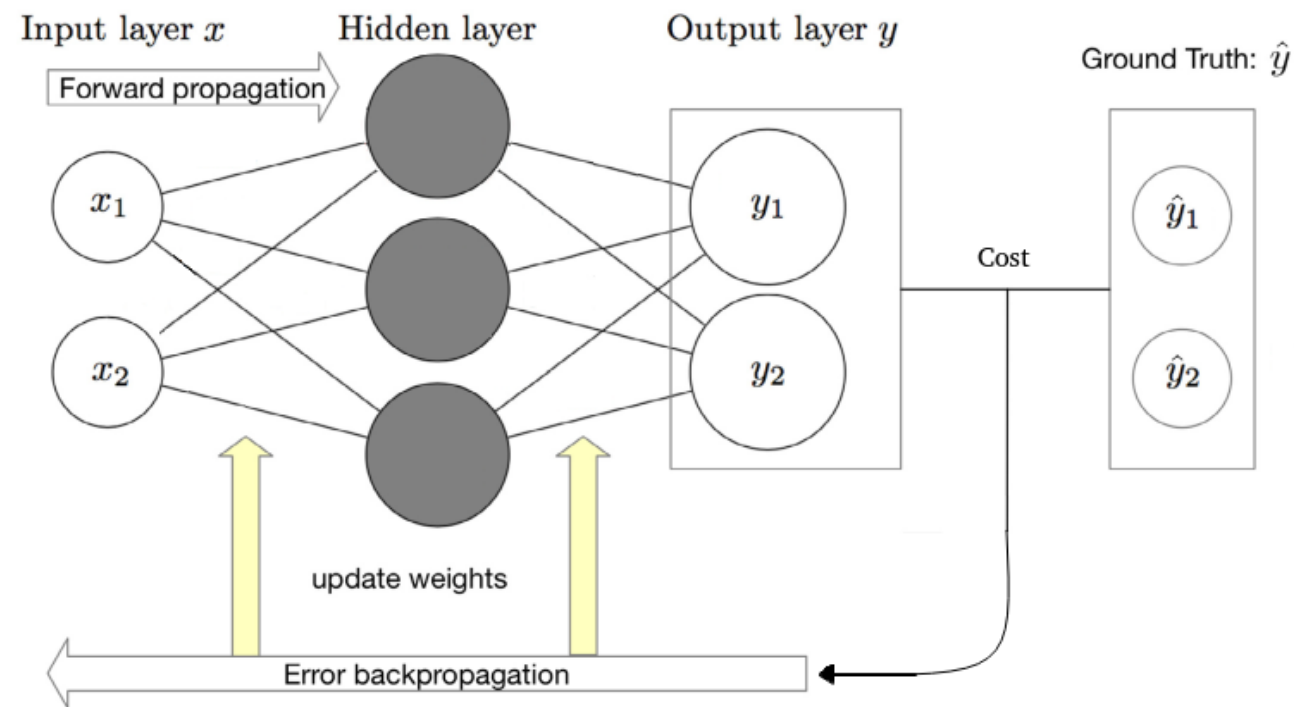 Input layer x
Hidden layer
Output layer y
Ground Truth: ŷ
Forward propagation
x₁
y₁
ŷ₁
Cost
x₂
y₂
ŷ₂
update weights
Error backpropagation